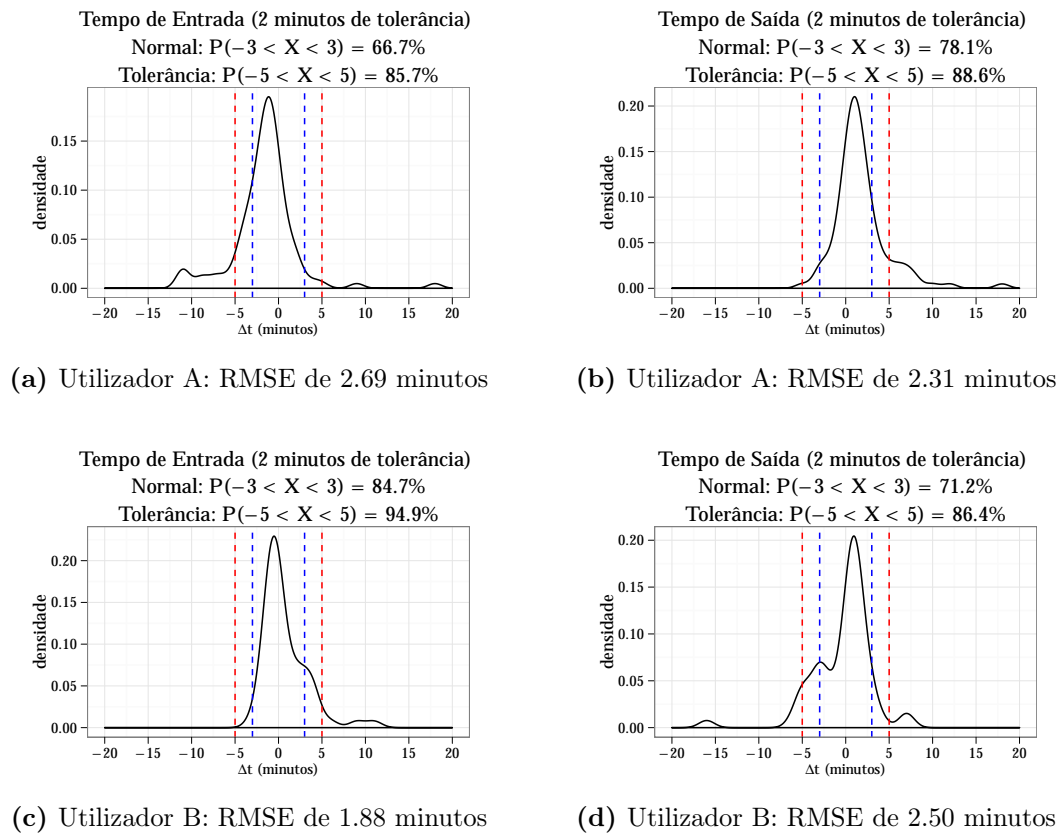 Tempo de Entrada (2 minutos de tolerância)
Normal: P(−3 < X < 3) = 66.7%
Tolerância: P(−5 < X < 5) = 85.7%
densidade
0.15
0.10
0.05
0.00
−20 −15 −10 −5 0 5 10 15 20
Δt (minutos)
(a) Utilizador A: RMSE de 2.69 minutos
Tempo de Saída (2 minutos de tolerância)
Normal: P(−3 < X < 3) = 78.1%
Tolerância: P(−5 < X < 5) = 88.6%
densidade
0.20
0.15
0.10
0.05
0.00
−20 −15 −10 −5 0 5 10 15 20
Δt (minutos)
(b) Utilizador A: RMSE de 2.31 minutos
Tempo de Entrada (2 minutos de tolerância)
Normal: P(−3 < X < 3) = 84.7%
Tolerância: P(−5 < X < 5) = 94.9%
densidade
0.20
0.15
0.10
0.05
0.00
−20 −15 −10 −5 0 5 10 15 20
Δt (minutos)
(c) Utilizador B: RMSE de 1.88 minutos
Tempo de Saída (2 minutos de tolerância)
Normal: P(−3 < X < 3) = 71.2%
Tolerância: P(−5 < X < 5) = 86.4%
densidade
0.20
0.15
0.10
0.05
0.00
−20 −15 −10 −5 0 5 10 15 20
Δt (minutos)
(d) Utilizador B: RMSE de 2.50 minutos